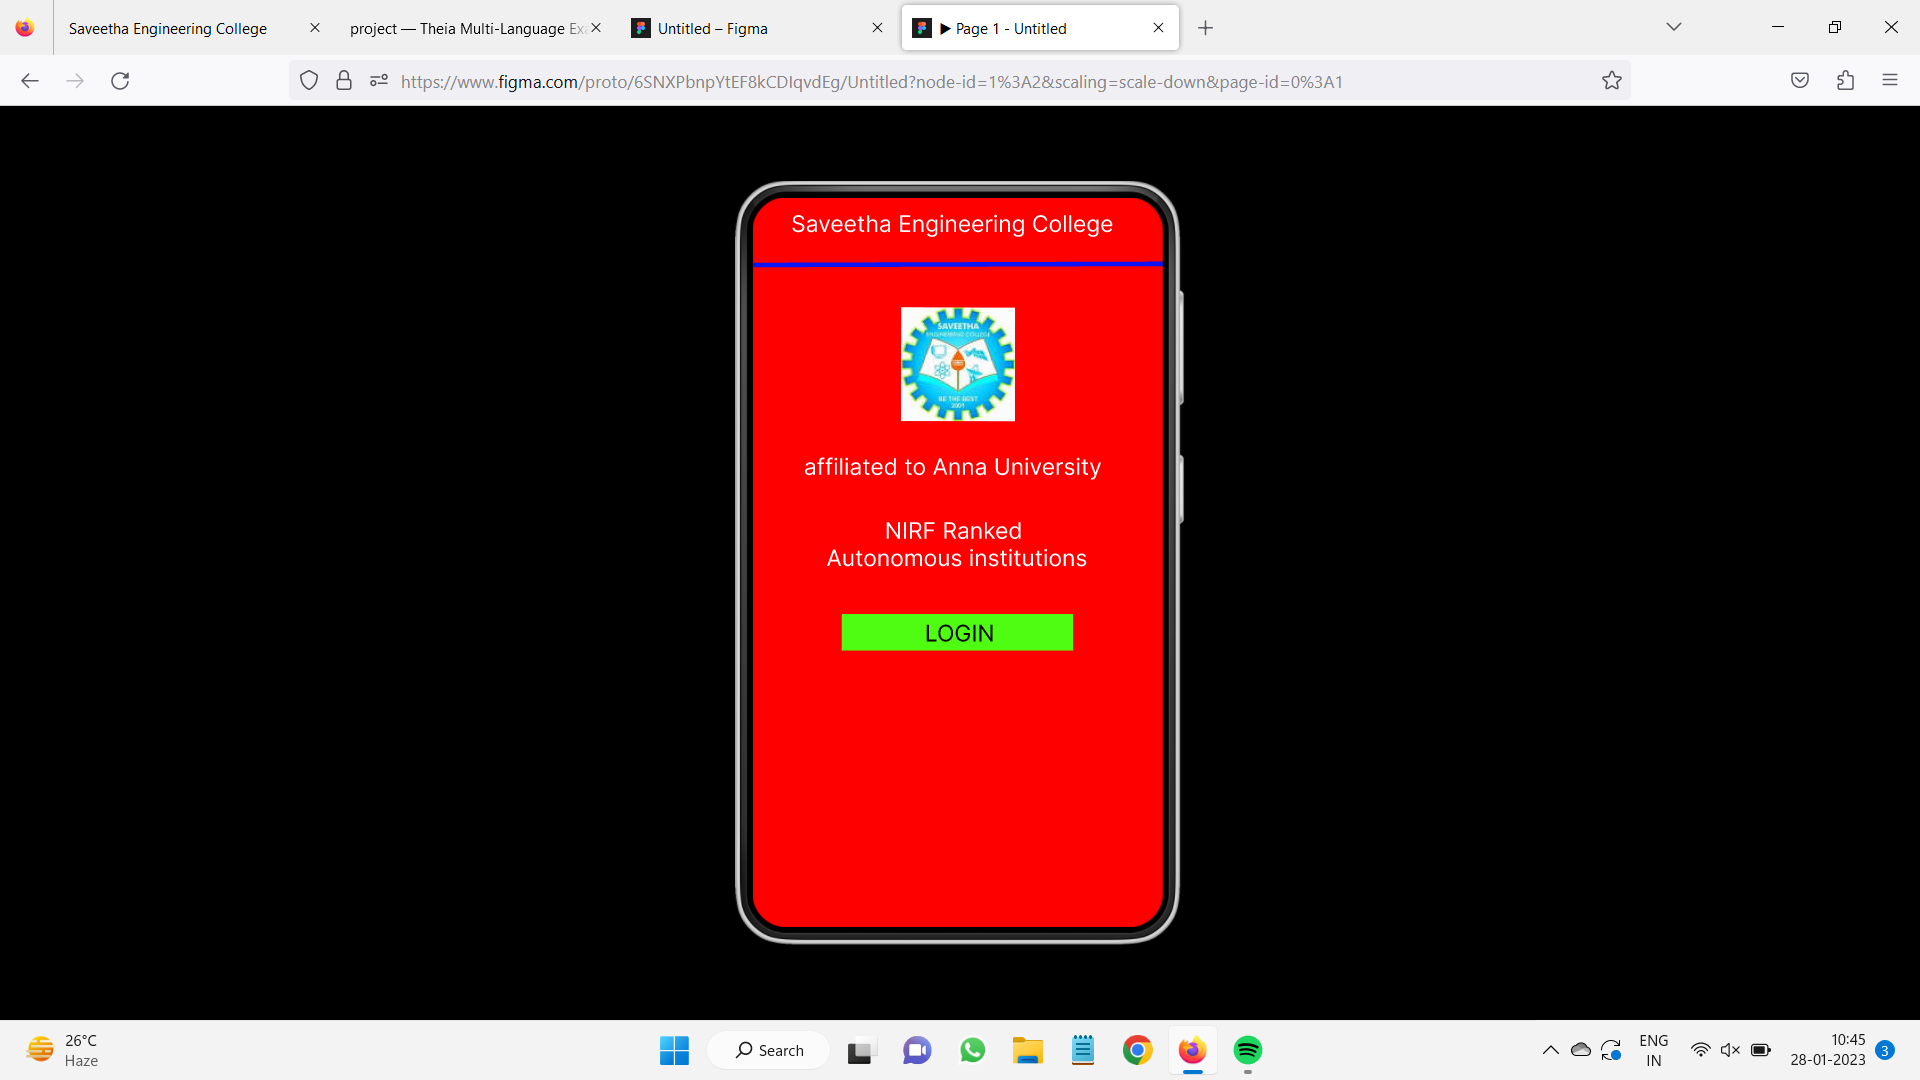 Saveetha Engineering College
project — Theia Multi-Language Exa
Untitled – Figma
▶ Page 1 - Untitled
https://www.figma.com/proto/6SNXPbnpYtEF8kCDIqvdEg/Untitled?node-id=1%3A2&scaling=scale-down&page-id=0%3A1
Saveetha Engineering College
SAVEETHA
ENGINEERING COLLEGE
BE THE BEST
2001
affiliated to Anna University
NIRF Ranked
Autonomous institutions
LOGIN
26°C
Haze
Search
ENG
IN
10:45
28-01-2023
3